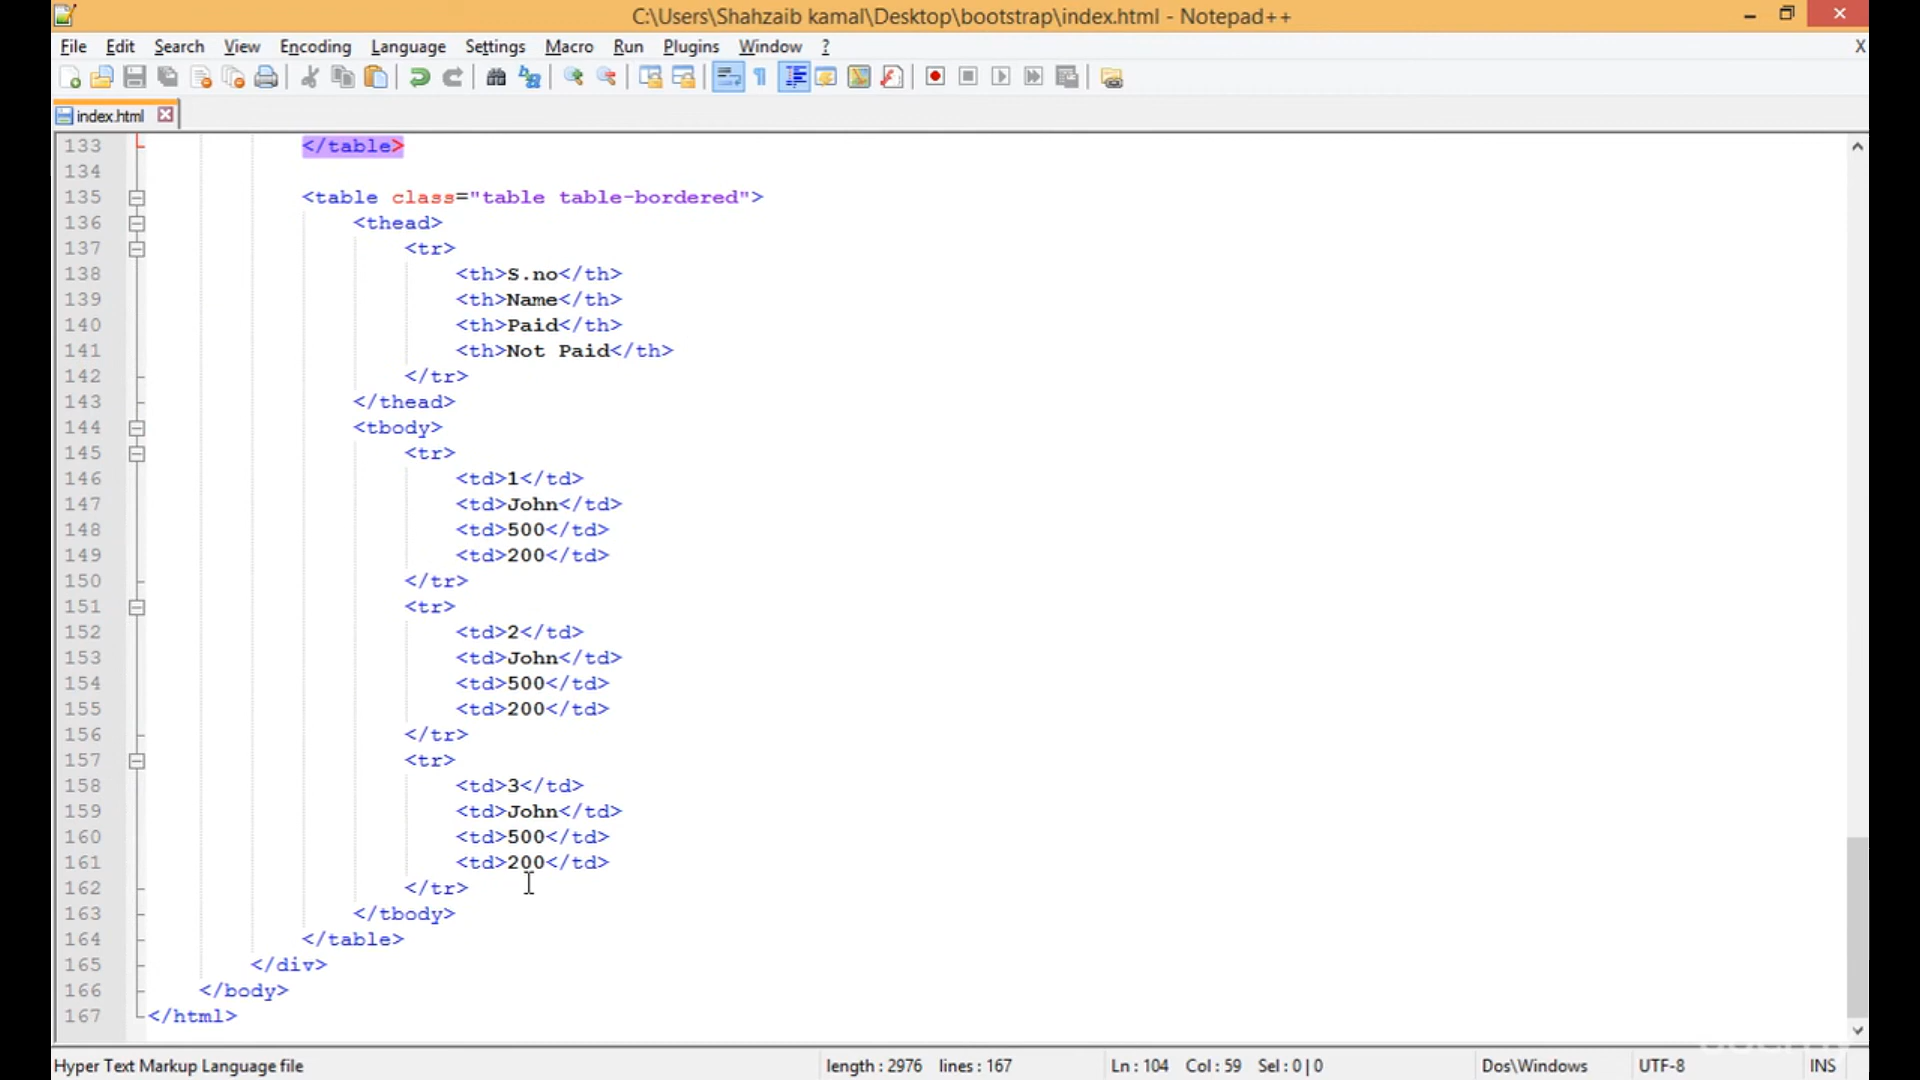 C:\Users\Shahzaib kamal\Desktop\bootstrap\index.html - Notepad++
File Edit Search View Encoding Language Settings Macro Run Plugins Window ? X
index.html
133 </table>
134
135 <table class="table table-bordered">
136 <thead>
137 <tr>
138 <th>S.no</th>
139 <th>Name</th>
140 <th>Paid</th>
141 <th>Not Paid</th>
142 </tr>
143 </thead>
144 <tbody>
145 <tr>
146 <td>1</td>
147 <td>John</td>
148 <td>500</td>
149 <td>200</td>
150 </tr>
151 <tr>
152 <td>2</td>
153 <td>John</td>
154 <td>500</td>
155 <td>200</td>
156 </tr>
157 <tr>
158 <td>3</td>
159 <td>John</td>
160 <td>500</td>
161 <td>200</td>
162 </tr>
163 </tbody>
164 </table>
165 </div>
166 </body>
167 </html>
Hyper Text Markup Language file length : 2976 lines : 167 Ln : 104 Col : 59 Sel : 0 | 0 Dos\Windows UTF-8 INS